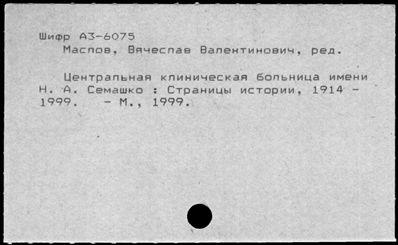 Шифр А3-6075
Маслов, Вячеслав Валентинович, ред.
Центральная клиническая больница имени
Н. А. Семашко : Страницы истории, 1914 -
1999. - М., 1999.